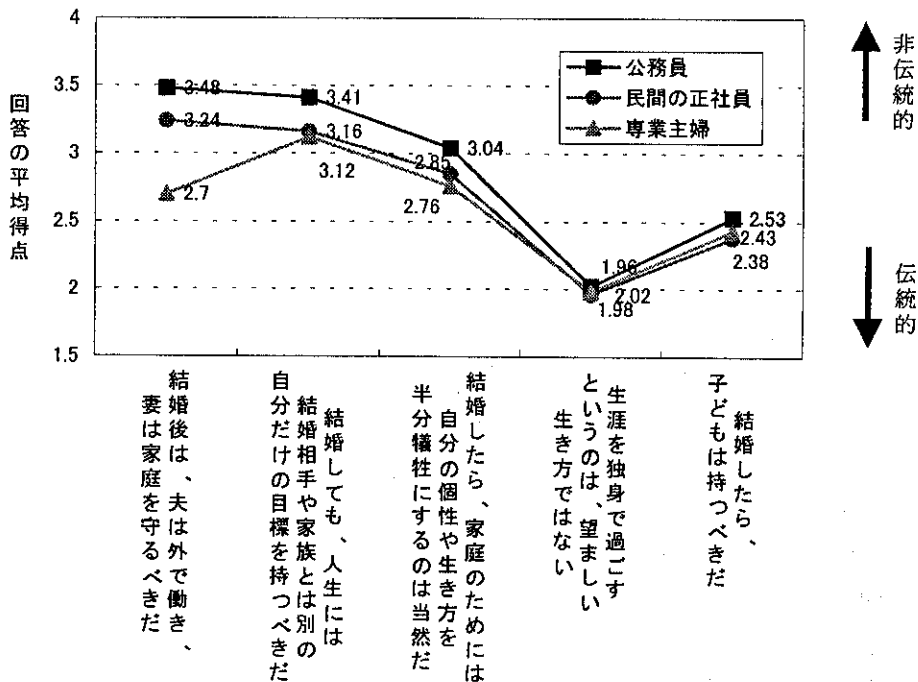 4
3.5
3
2.5
2
1.5
回答の平均得点
公務員
民間の正社員
専業主婦
3.48
3.24
2.7
3.41
3.16
3.12
3.04
2.85
2.76
1.96
2.02
1.98
2.53
2.43
2.38
非伝統的
伝統的
結婚後は、夫は外で働き、
妻は家庭を守るべきだ
結婚しても、人生には
結婚相手や家族とは別の
自分だけの目標を持つべきだ
結婚したら、家庭のためには
自分の個性や生き方を
半分犠牲にするのは当然だ
生涯を独身で過ごす
というのは、望ましい
生き方ではない
結婚したら、
子どもは持つべきだ